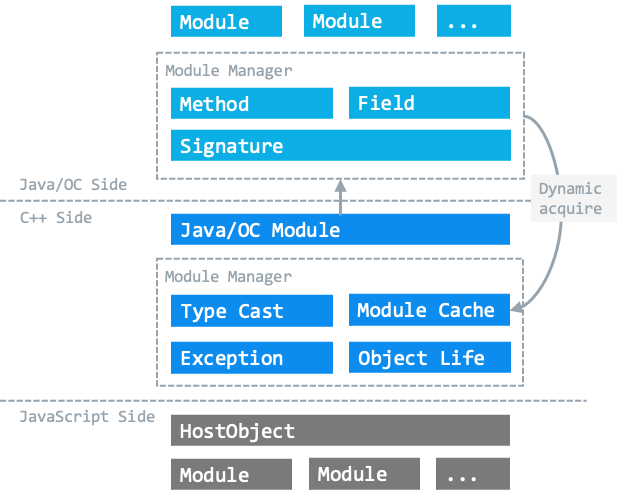 Module
Module
...
Module Manager
Method
Field
Signature
Java/OC Side
Dynamic
acquire
C++ Side
Java/OC Module
Module Manager
Type Cast
Module Cache
Exception
Object Life
JavaScript Side
HostObject
Module
Module
...